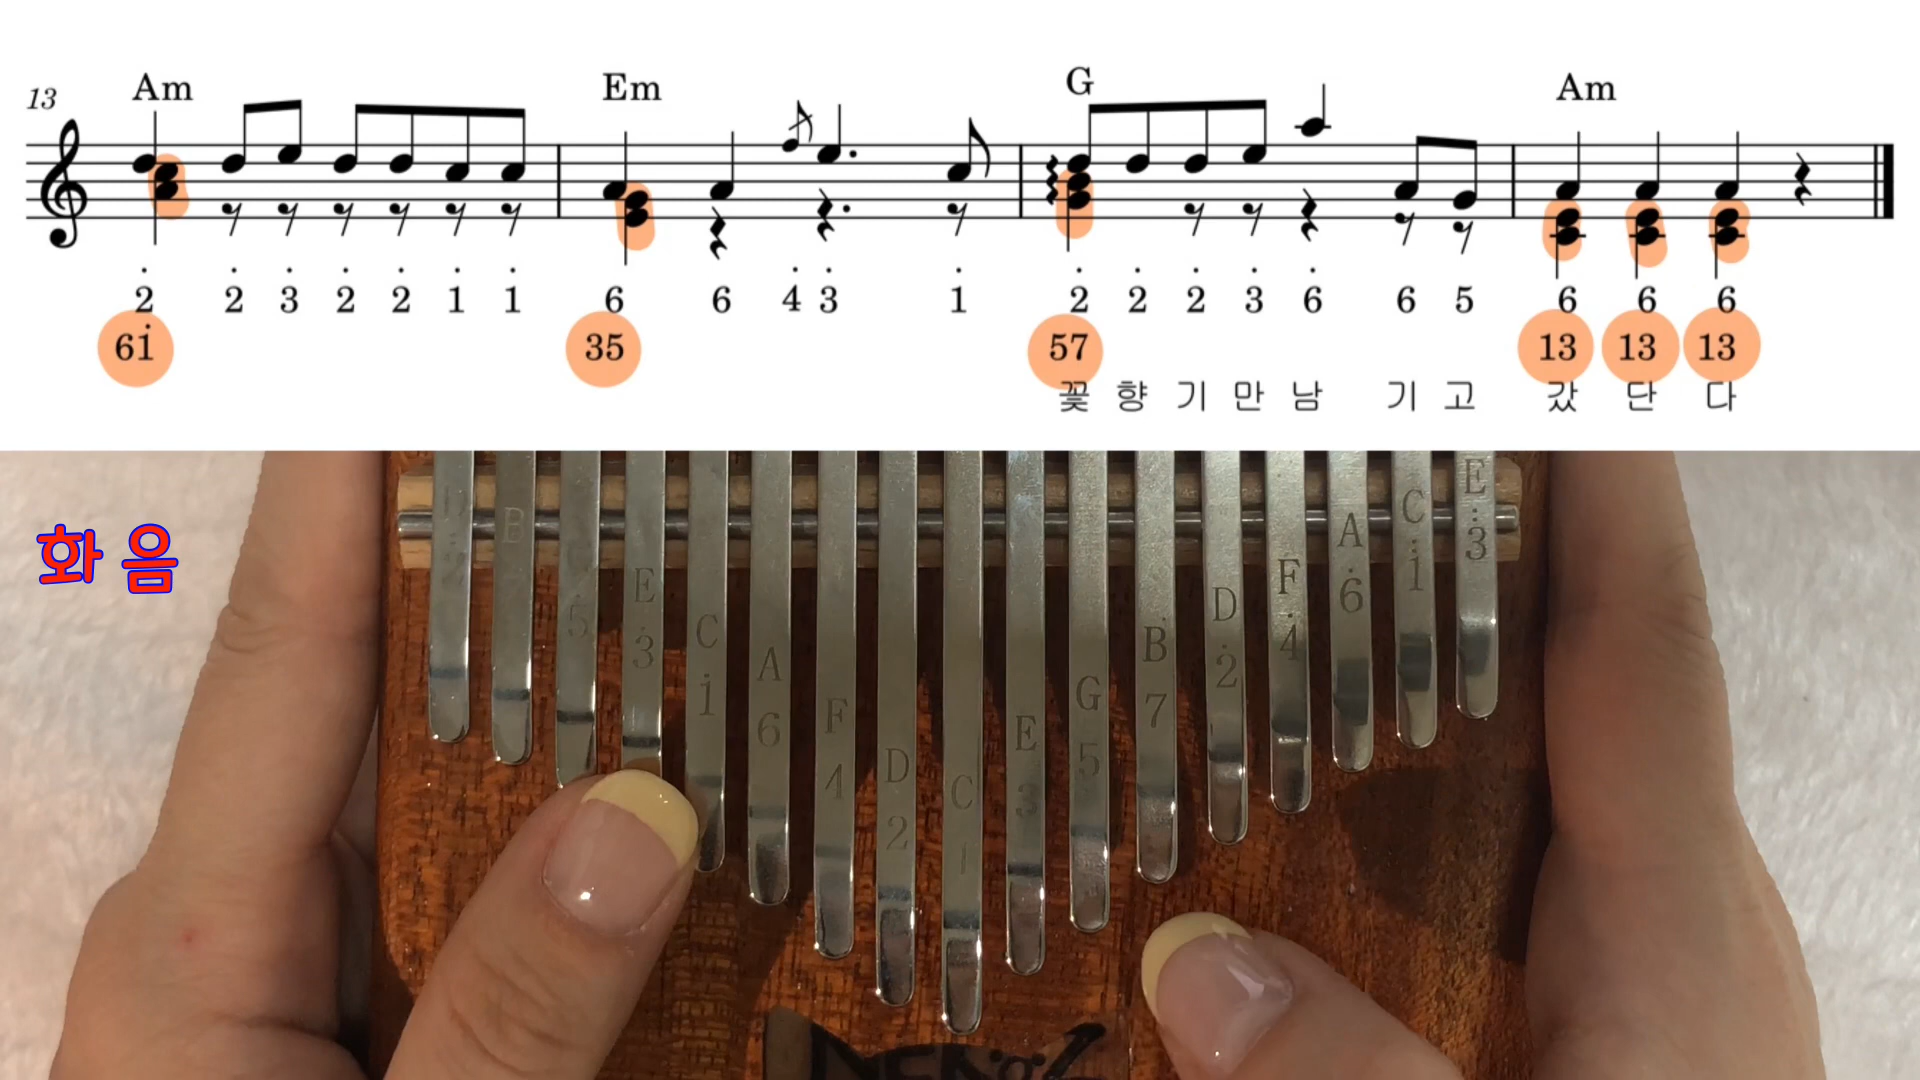 13 Am Em G Am
2̇ 2̇ 3̇ 2̇ 2̇ 1̇ 1̇ 6 6 4̇ 3̇ 1̇ 2̇ 2̇ 2̇ 3̇ 6̇ 6 5 6 6 6
61̇ 35 57 13 13 13
꽃 향 기 만 남 기 고 갔 단 다
화음
B
5̇
E 3̇
C 1̇
A 6
F 4
D 2
C 1
E 3
G 5
B 7
D 2̇
F 4̇
A 6̇
C 1̈
E 3̈